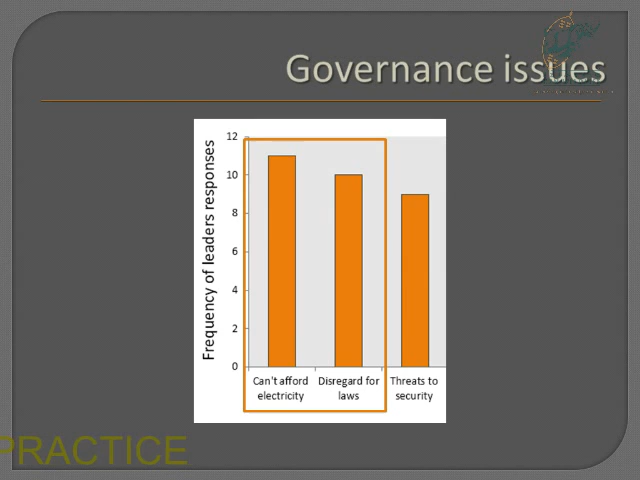 Governance issues
Frequency of leaders responses
12
10
8
6
4
2
0
Can't afford electricity
Disregard for laws
Threats to security
PRACTICE